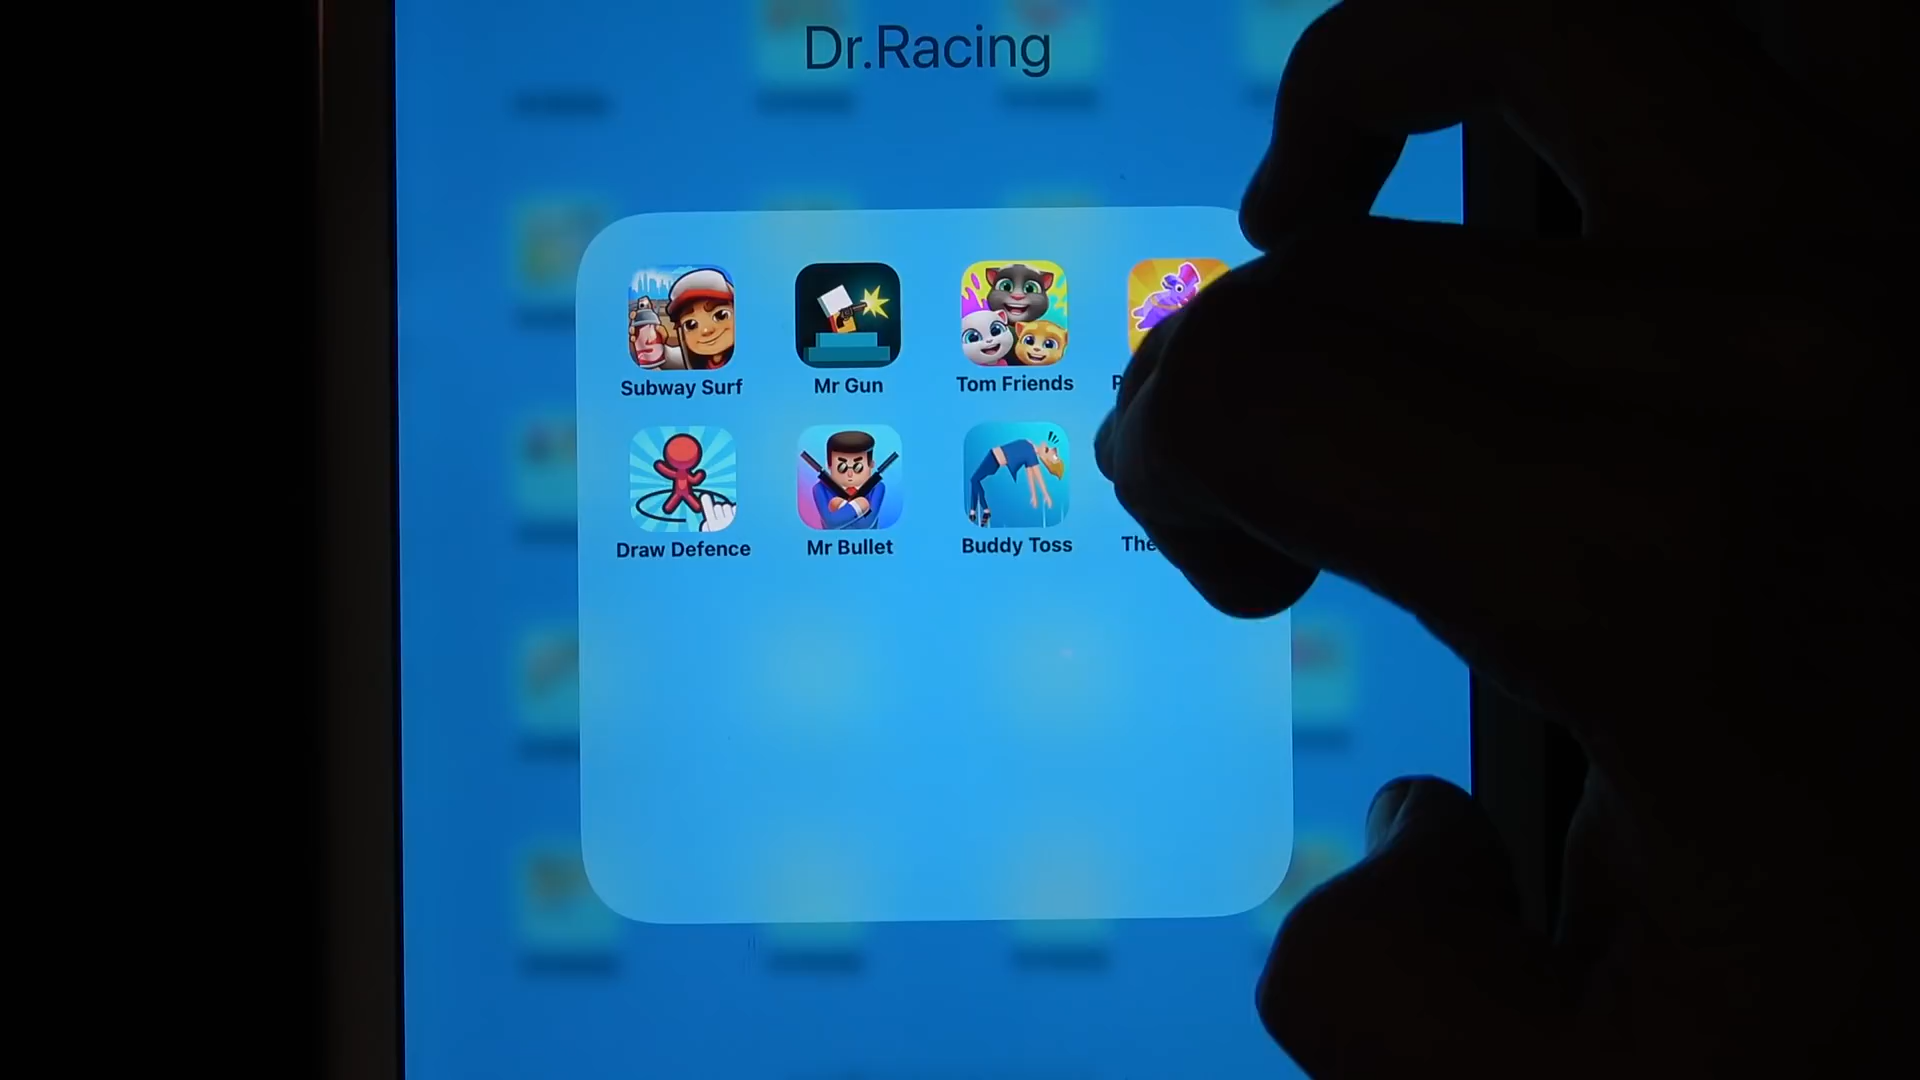 Dr.Racing
Subway Surf
Mr Gun
Tom Friends
Draw Defence
Mr Bullet
Buddy Toss
The